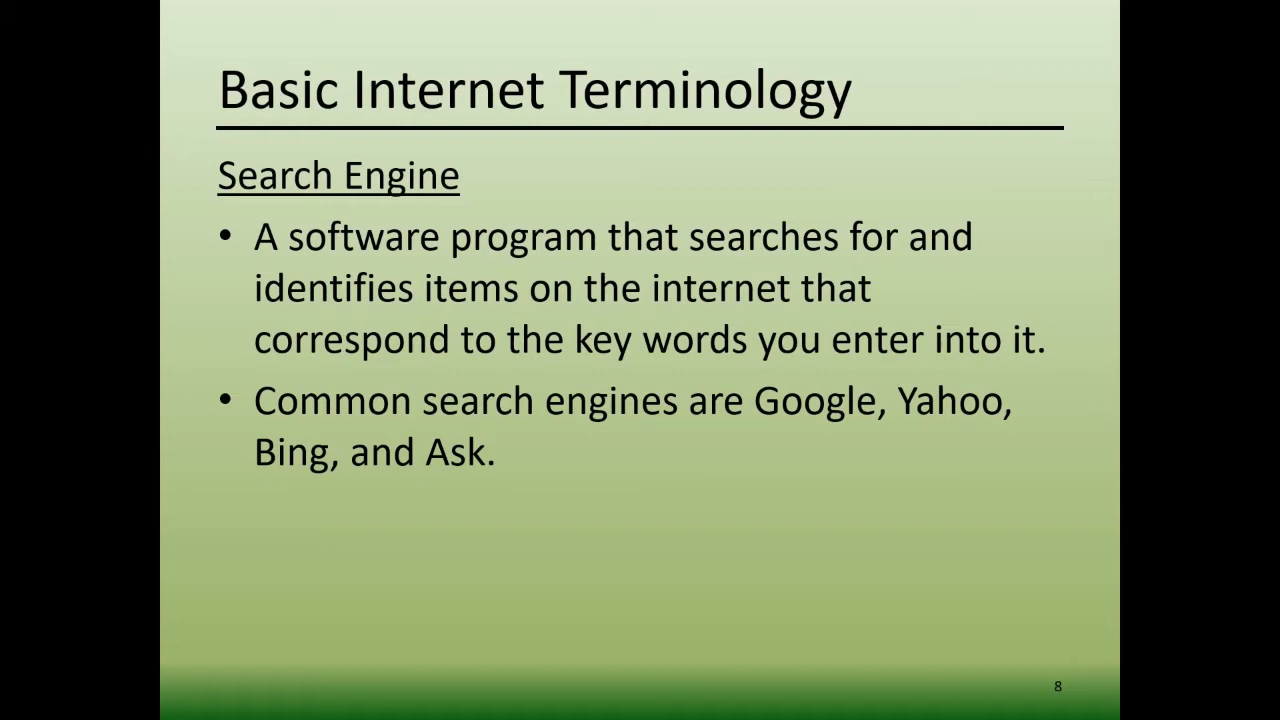 Basic Internet Terminology
Search Engine
• A software program that searches for and
identifies items on the internet that
correspond to the key words you enter into it.
• Common search engines are Google, Yahoo,
Bing, and Ask.
8